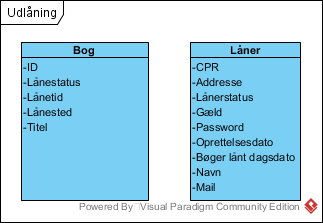 Udlåning
Bog
-ID
-Lånestatus
-Lånetid
-Lånested
-Titel
Låner
-CPR
-Addresse
-Lånerstatus
-Gæld
-Password
-Oprettelsesdato
-Bøger lånt dagsdato
-Navn
-Mail
Powered By Visual Paradigm Community Edition